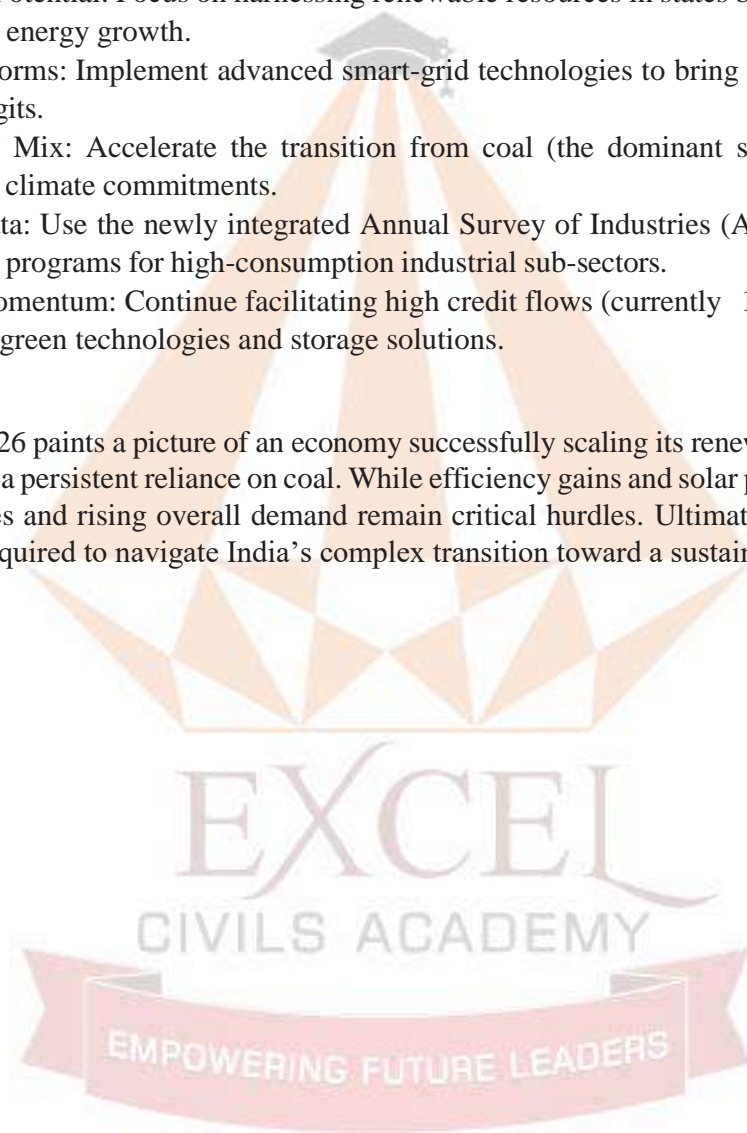 otential: Focus on harnessing renewable resources in states
energy growth.
orms: Implement advanced smart-grid technologies to bring
gits.
Mix: Accelerate the transition from coal (the dominant s
climate commitments.
ta: Use the newly integrated Annual Survey of Industries (A
programs for high-consumption industrial sub-sectors.
omentum: Continue facilitating high credit flows (currently 1
green technologies and storage solutions.
26 paints a picture of an economy successfully scaling its renew
a persistent reliance on coal. While efficiency gains and solar p
es and rising overall demand remain critical hurdles. Ultimat
quired to navigate India’s complex transition toward a sustain
EXCEL
CIVILS ACADEMY
EMPOWERING FUTURE LEADERS